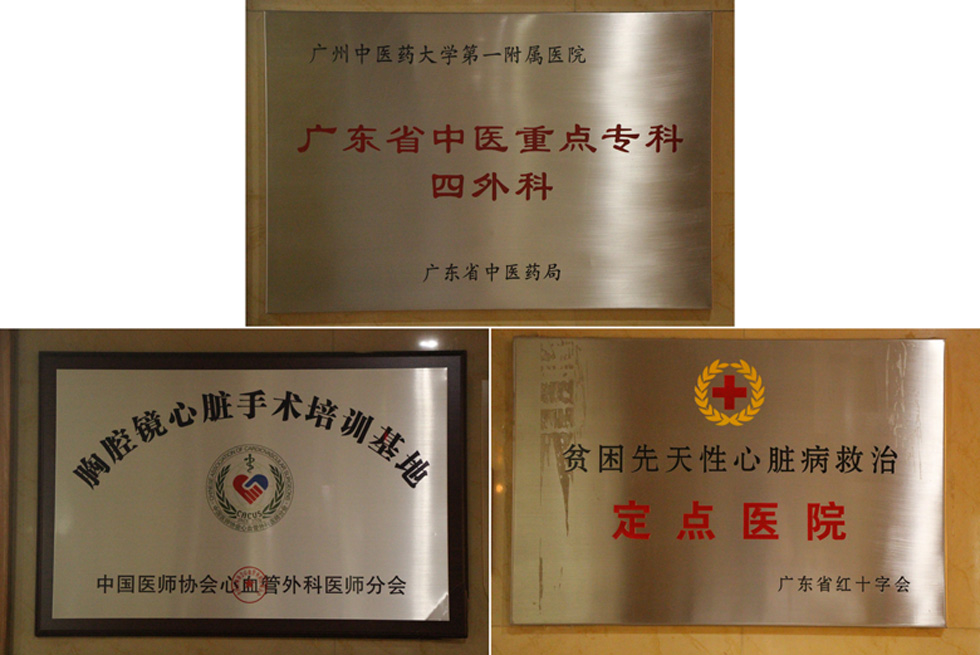 广州中医药大学第一附属医院
广东省中医重点专科
四外科
广东省中医药局
胸腔镜心脏手术培训基地
CACUS
中国医师协会心血管外科医师分会
贫困先天性心脏病救治
定点医院
广东省红十字会